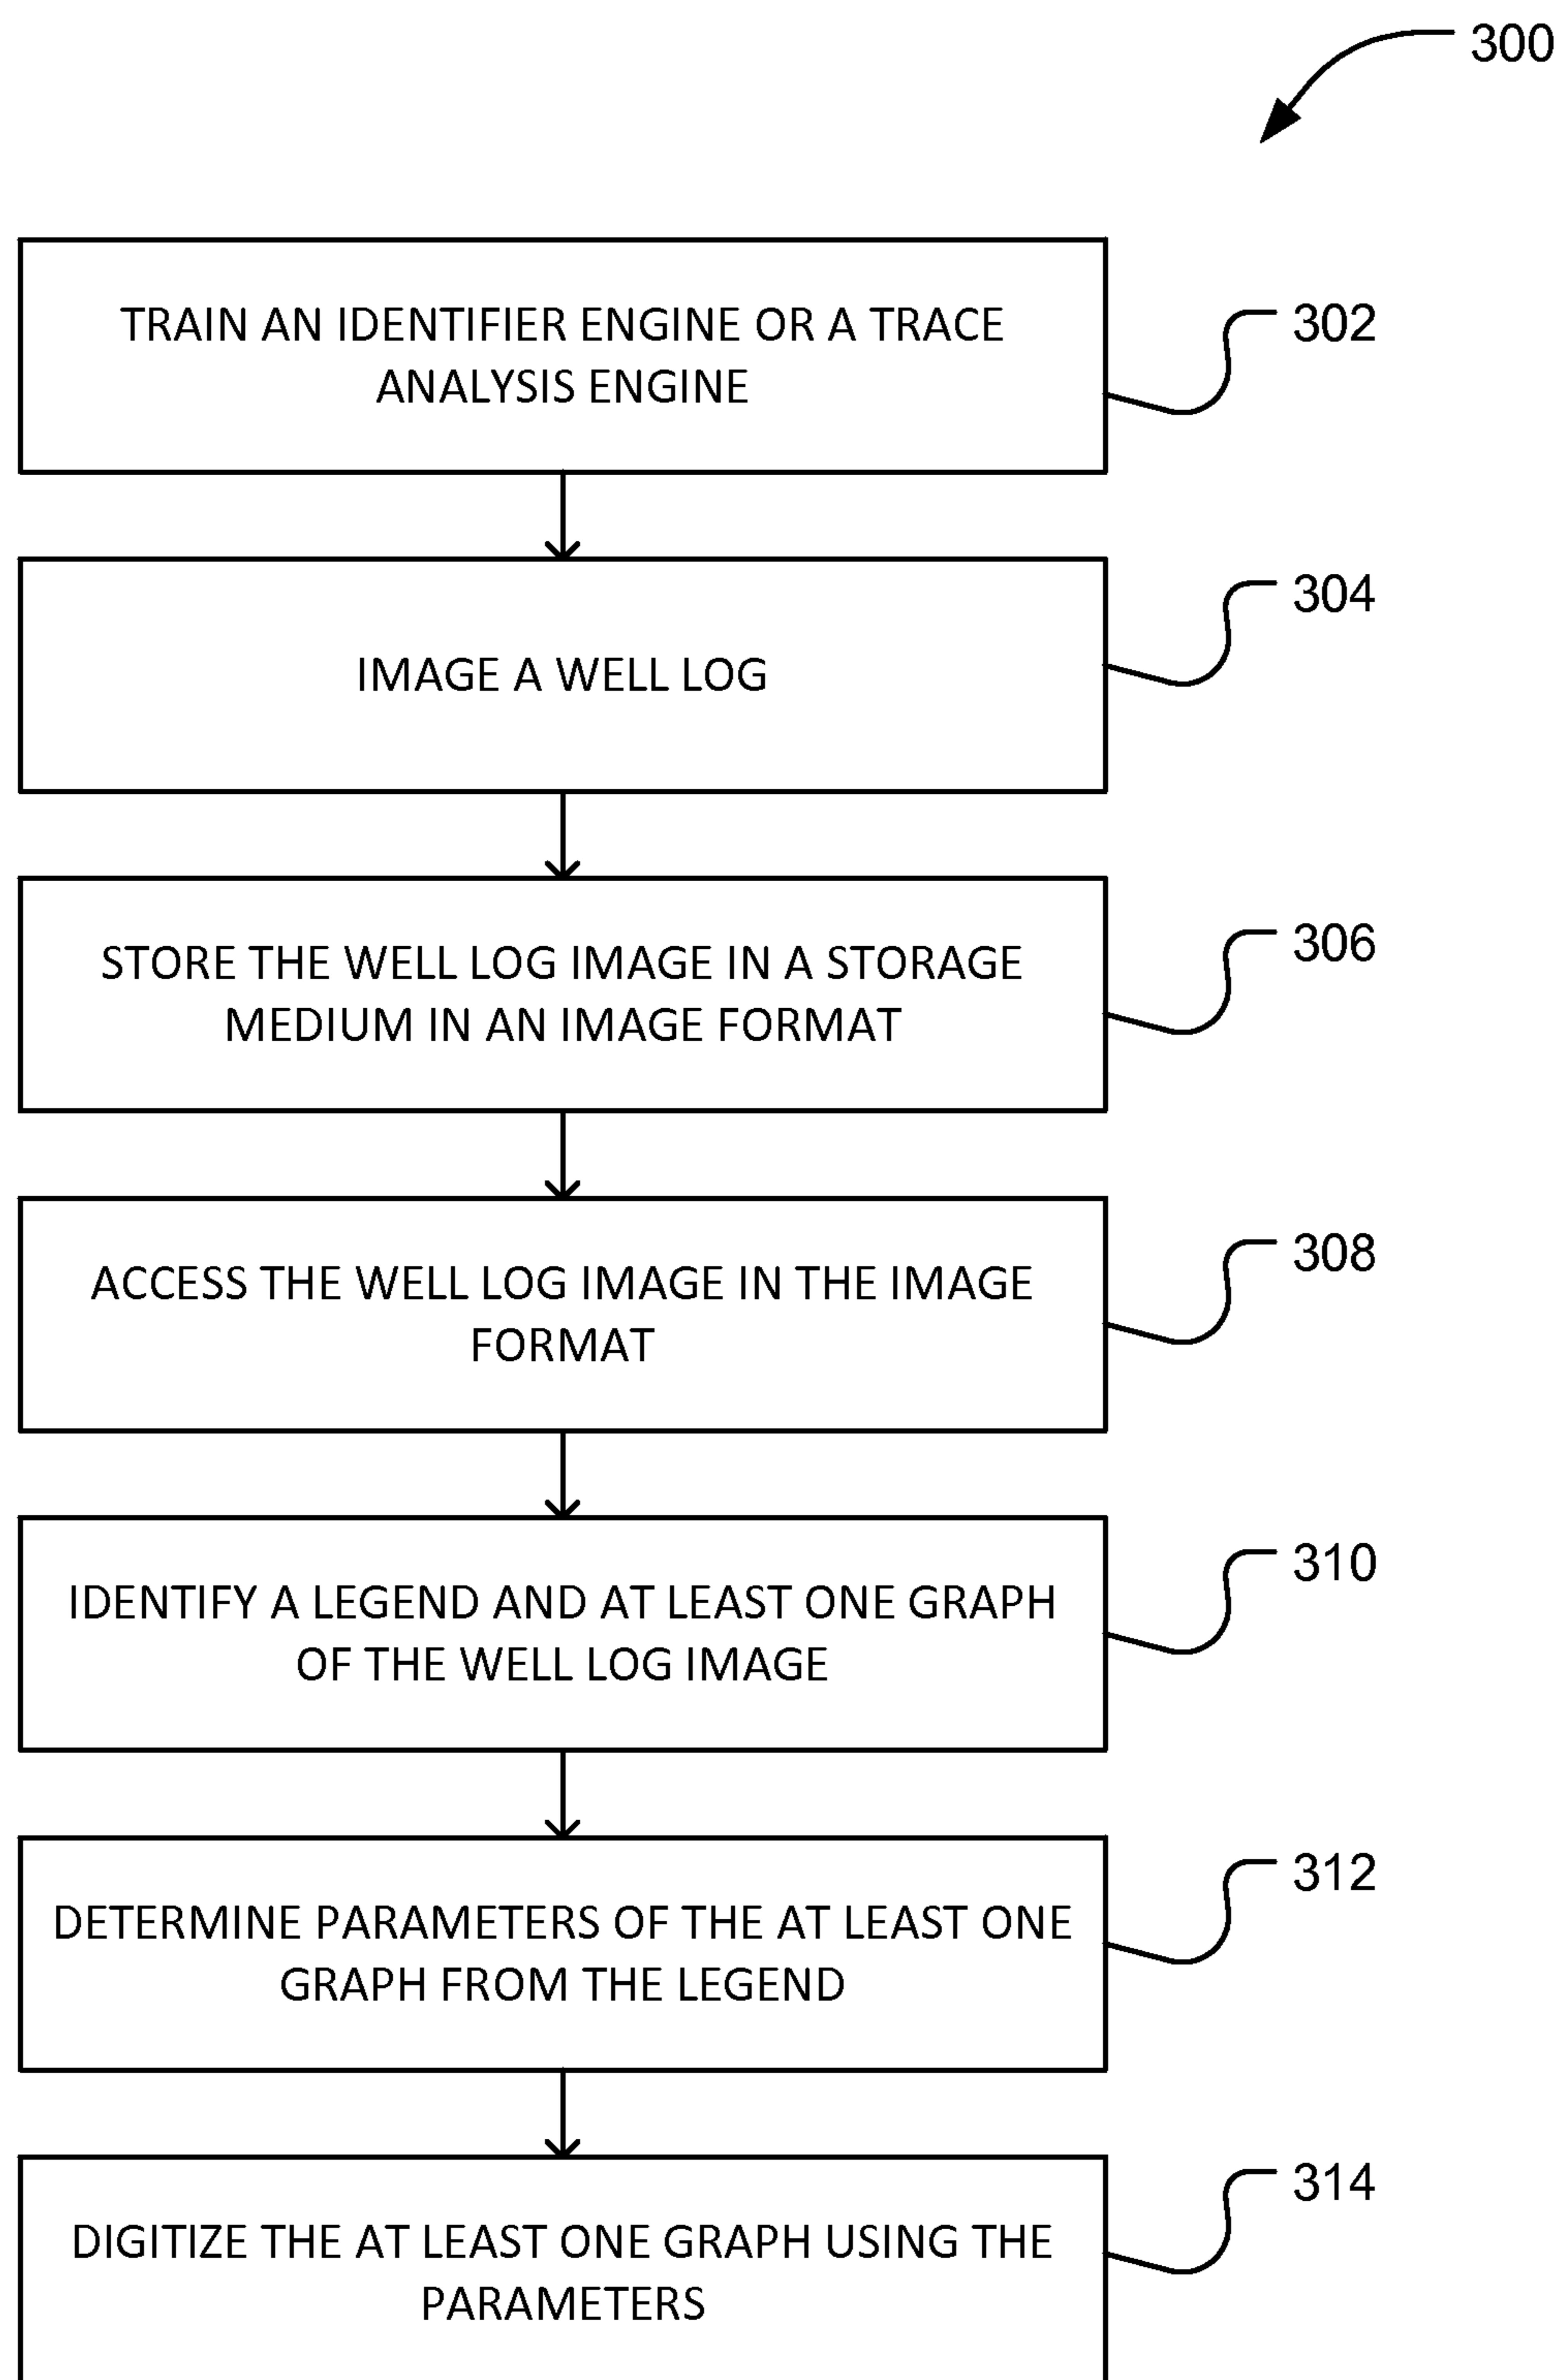 300
TRAIN AN IDENTIFIER ENGINE OR A TRACE
ANALYSIS ENGINE
302
IMAGE A WELL LOG
304
STORE THE WELL LOG IMAGE IN A STORAGE
MEDIUM IN AN IMAGE FORMAT
306
ACCESS THE WELL LOG IMAGE IN THE IMAGE
FORMAT
308
IDENTIFY A LEGEND AND AT LEAST ONE GRAPH
OF THE WELL LOG IMAGE
310
DETERMINE PARAMETERS OF THE AT LEAST ONE
GRAPH FROM THE LEGEND
312
DIGITIZE THE AT LEAST ONE GRAPH USING THE
PARAMETERS
314